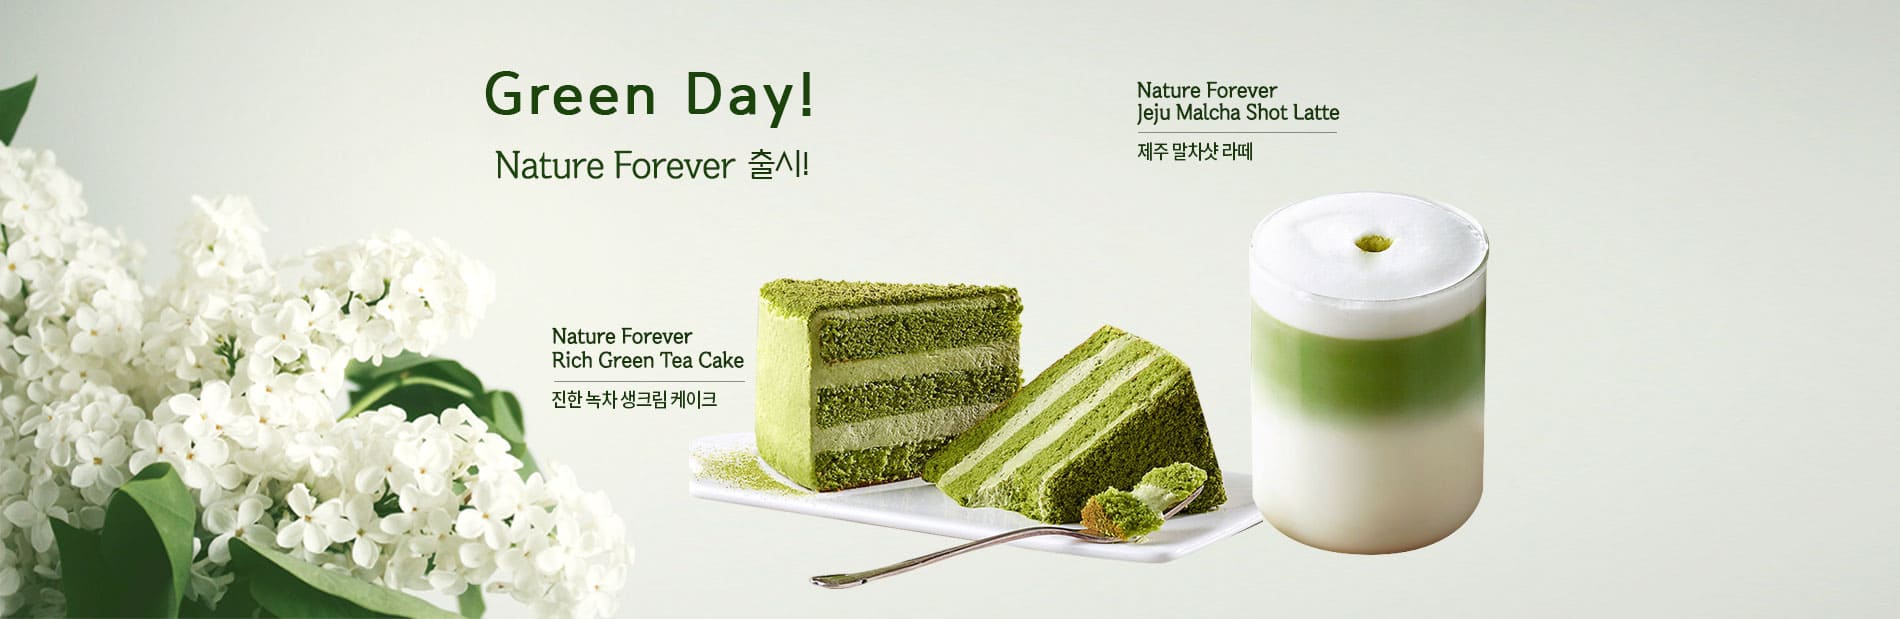 Green Day!
Nature Forever 출시!
Nature Forever
Rich Green Tea Cake
진한 녹차 생크림 케이크
Nature Forever
Jeju Malcha Shot Latte
제주 말차샷 라떼